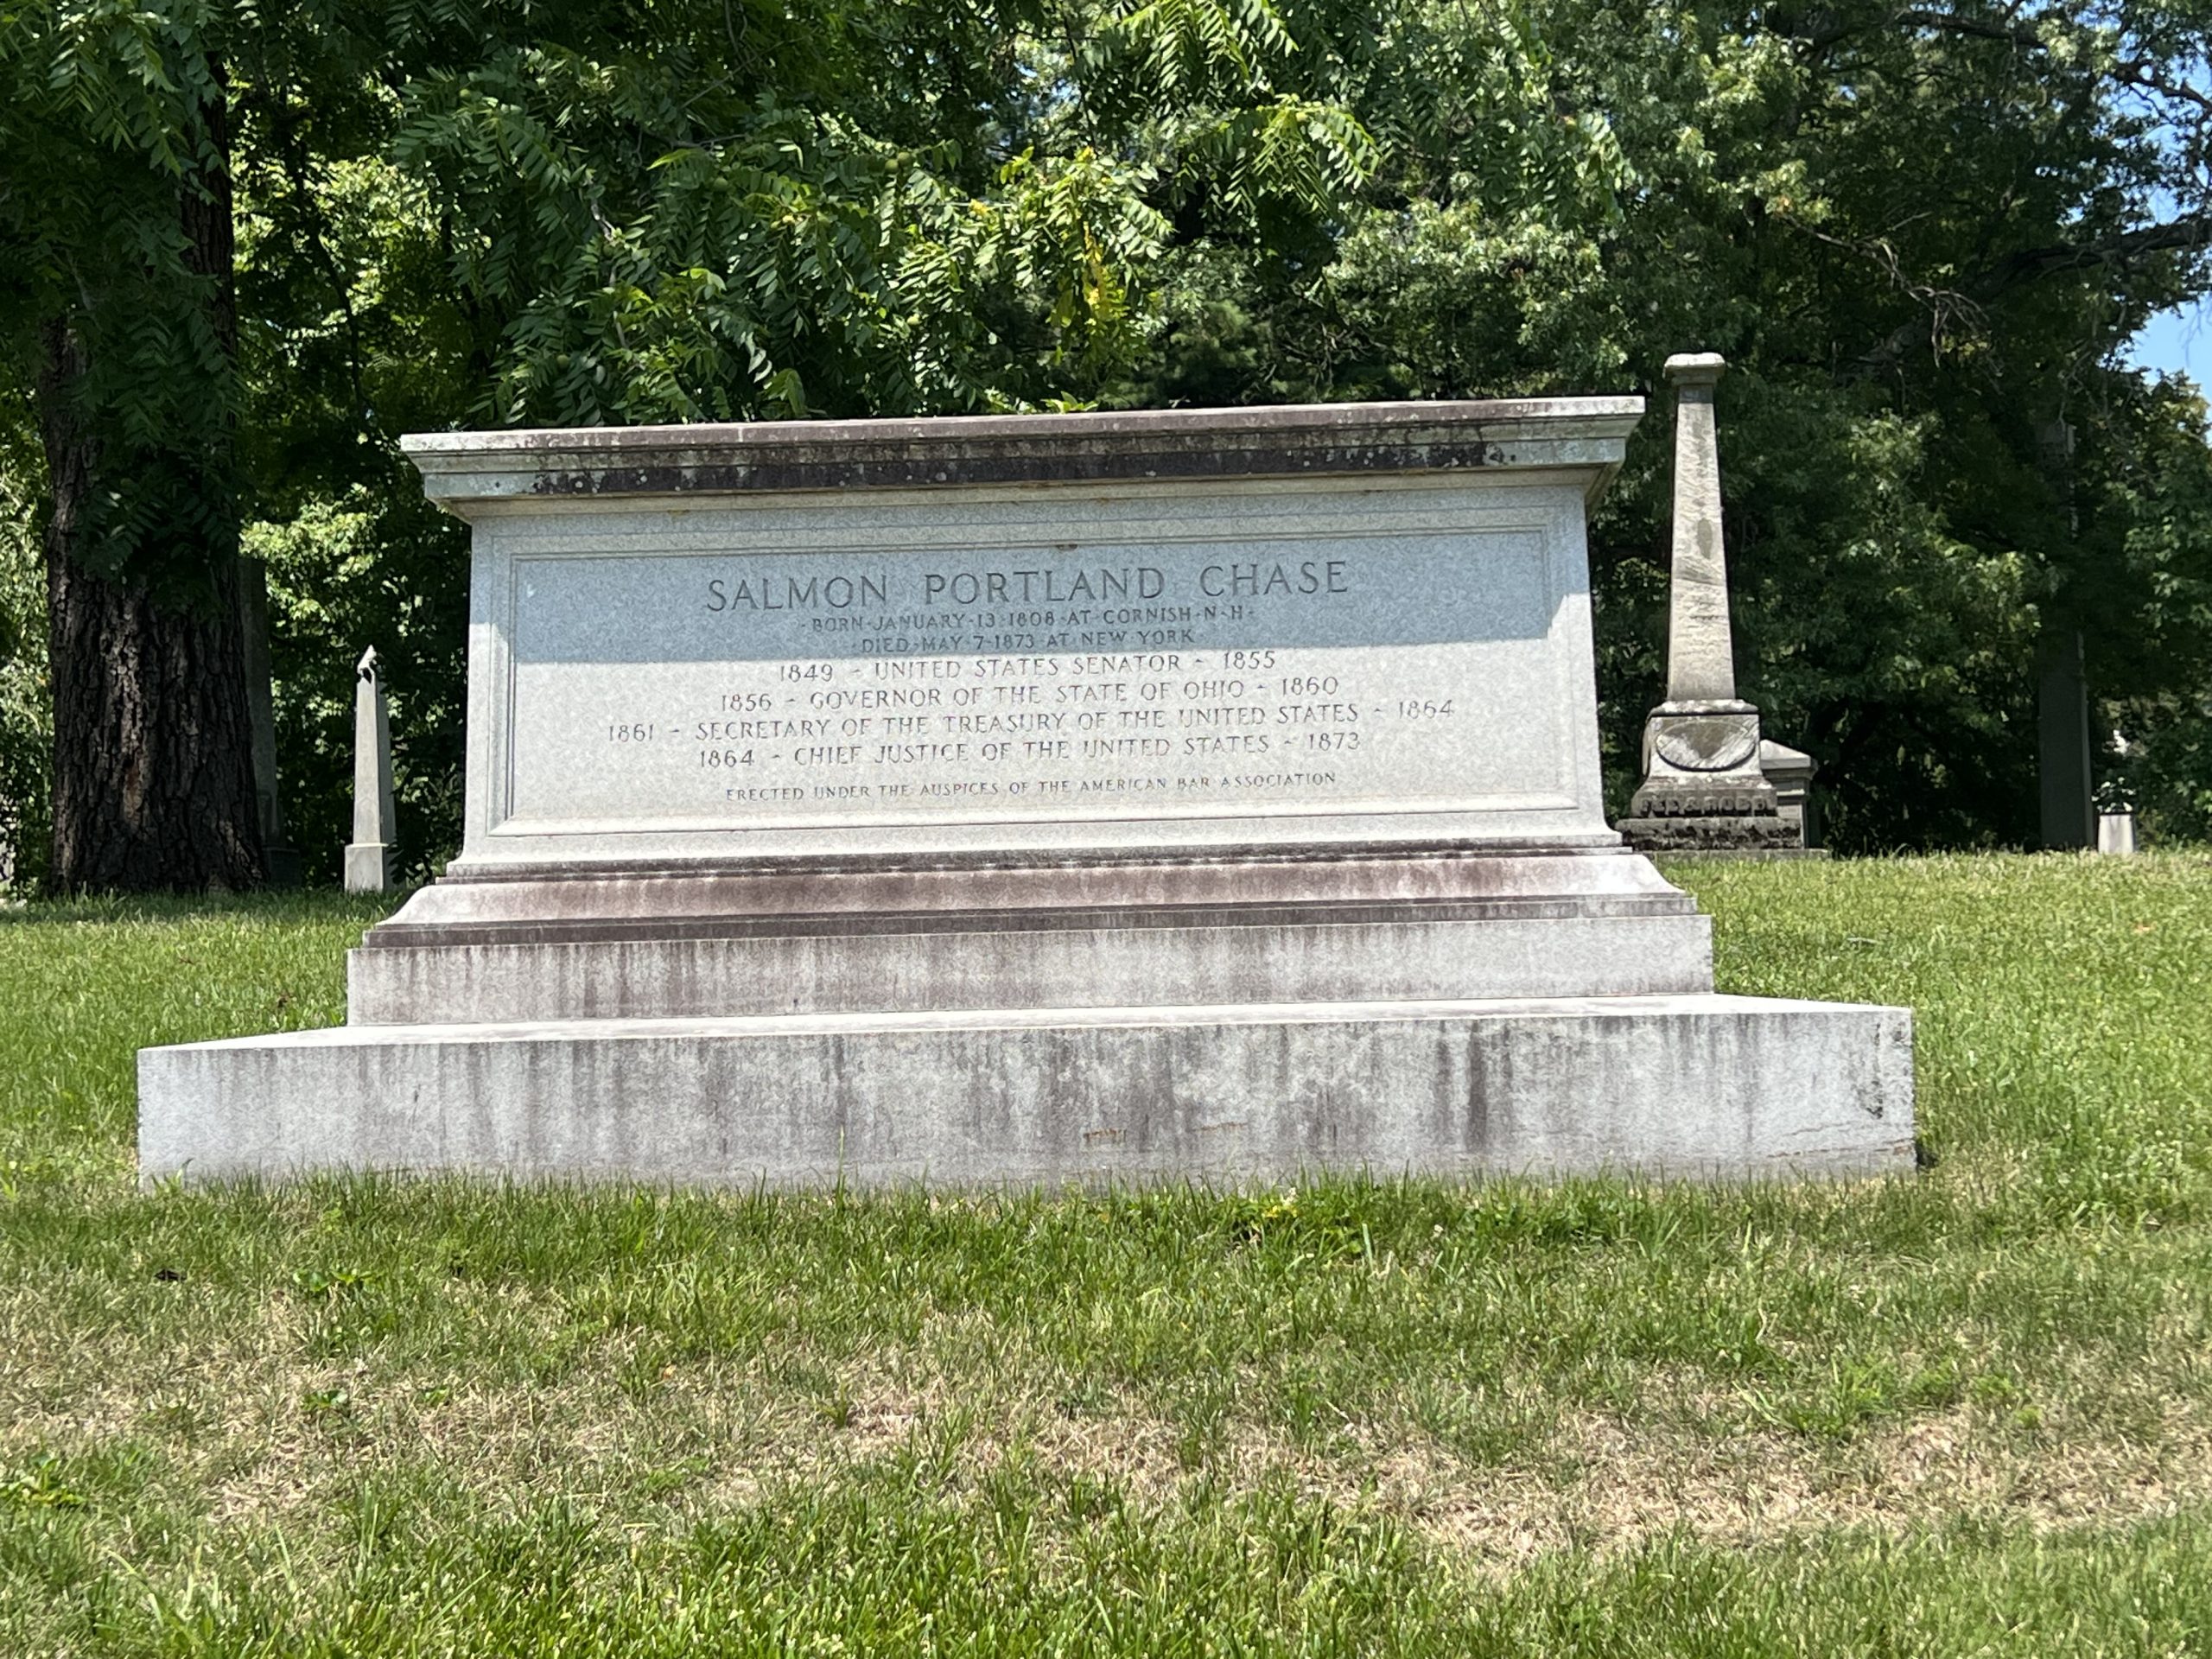 SALMON PORTLAND CHASE
·BORN·JANUARY·13·1808·AT·CORNISH·N·H·
·DIED·MAY·7·1873·AT·NEW YORK·
1849 - UNITED STATES SENATOR - 1855
1856 - GOVERNOR OF THE STATE OF OHIO - 1860
1861 - SECRETARY OF THE TREASURY OF THE UNITED STATES - 1864
1864 - CHIEF JUSTICE OF THE UNITED STATES - 1873
ERECTED UNDER THE AUSPICES OF THE AMERICAN BAR ASSOCIATION